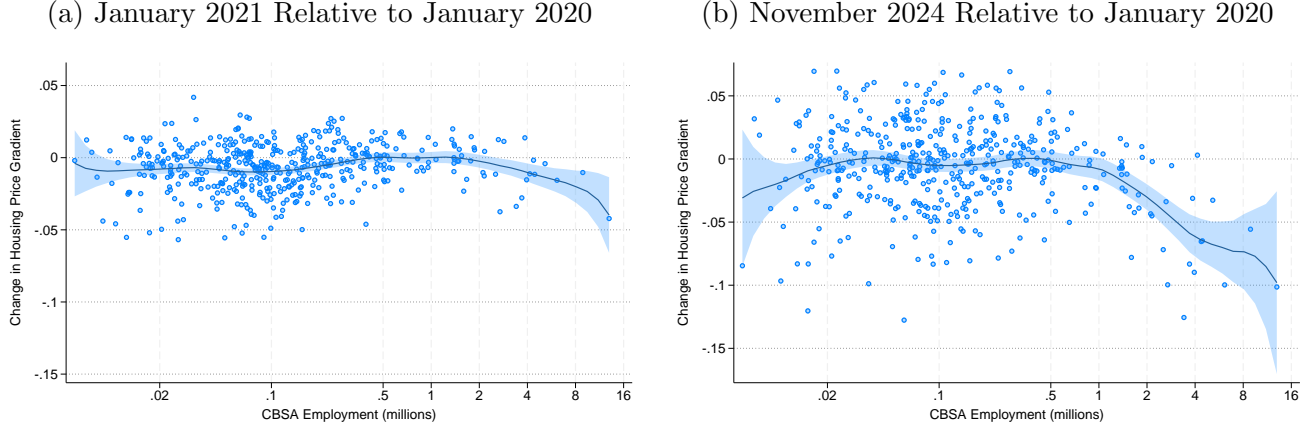 (a) January 2021 Relative to January 2020
Change in Housing Price Gradient
.05
0
-.05
-.1
-.15
.02 .1 .5 1 2 4 8 16
CBSA Employment (millions)
(b) November 2024 Relative to January 2020
Change in Housing Price Gradient
.05
0
-.05
-.1
-.15
.02 .1 .5 1 2 4 8 16
CBSA Employment (millions)